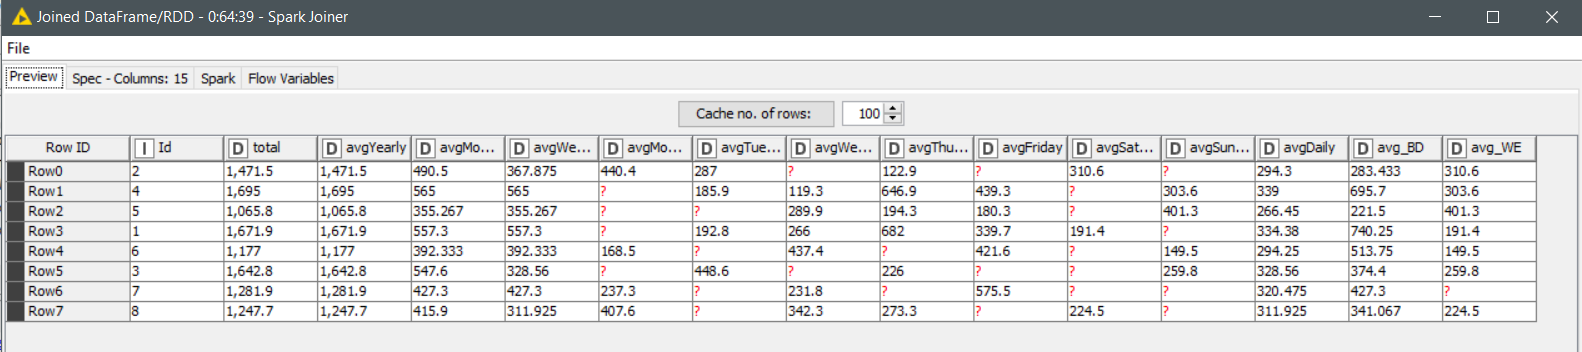 Joined DataFrame/RDD - 0:64:39 - Spark Joiner
File
Preview Spec - Columns: 15 Spark Flow Variables
Cache no. of rows: 100
Row ID I Id D total D avgYearly D avgMo... D avgWe... D avgMo... D avgTue... D avgWe... D avgThu... D avgFriday D avgSat... D avgSun... D avgDaily D avg_BD D avg_WE
Row0 2 1,471.5 1,471.5 490.5 367.875 440.4 287 ? 122.9 ? 310.6 ? 294.3 283.433 310.6
Row1 4 1,695 1,695 565 565 ? 185.9 119.3 646.9 439.3 ? 303.6 339 695.7 303.6
Row2 5 1,065.8 1,065.8 355.267 355.267 ? ? 289.9 194.3 180.3 ? 401.3 266.45 221.5 401.3
Row3 1 1,671.9 1,671.9 557.3 557.3 ? 192.8 266 682 339.7 191.4 ? 334.38 740.25 191.4
Row4 6 1,177 1,177 392.333 392.333 168.5 ? 437.4 ? 421.6 ? 149.5 294.25 513.75 149.5
Row5 3 1,642.8 1,642.8 547.6 328.56 ? 448.6 ? 226 ? ? 259.8 328.56 374.4 259.8
Row6 7 1,281.9 1,281.9 427.3 427.3 237.3 ? 231.8 ? 575.5 ? ? 320.475 427.3 ?
Row7 8 1,247.7 1,247.7 415.9 311.925 407.6 ? 342.3 273.3 ? 224.5 ? 311.925 341.067 224.5